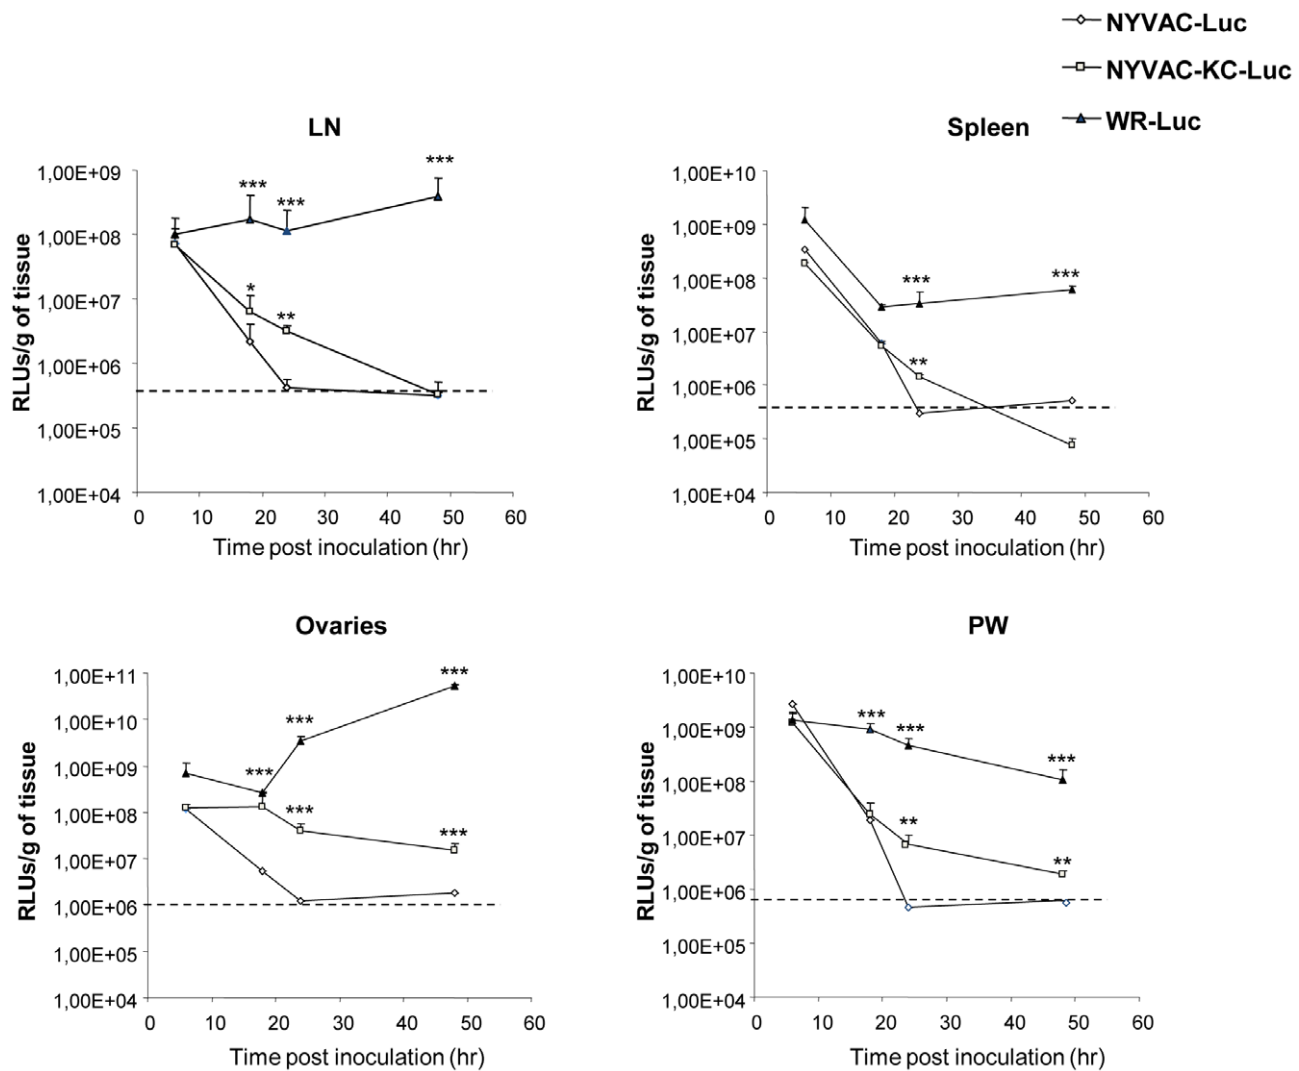 NYVAC-Luc
NYVAC-KC-Luc
WR-Luc
LN
RLUs/g of tissue
1,00E+09
1,00E+08
1,00E+07
1,00E+06
1,00E+05
1,00E+04
***
***
***
*
**
0 10 20 30 40 50 60
Time post inoculation (hr)
Spleen
RLUs/g of tissue
1,00E+10
1,00E+09
1,00E+08
1,00E+07
1,00E+06
1,00E+05
1,00E+04
***
***
**
0 10 20 30 40 50 60
Time post inoculation (hr)
Ovaries
RLUs/g of tissue
1,00E+11
1,00E+10
1,00E+09
1,00E+08
1,00E+07
1,00E+06
1,00E+05
1,00E+04
***
***
***
***
***
0 10 20 30 40 50 60
Time post inoculation (hr)
PW
RLUs/g of tissue
1,00E+10
1,00E+09
1,00E+08
1,00E+07
1,00E+06
1,00E+05
1,00E+04
***
***
***
**
**
0 10 20 30 40 50 60
Time post inoculation (hr)